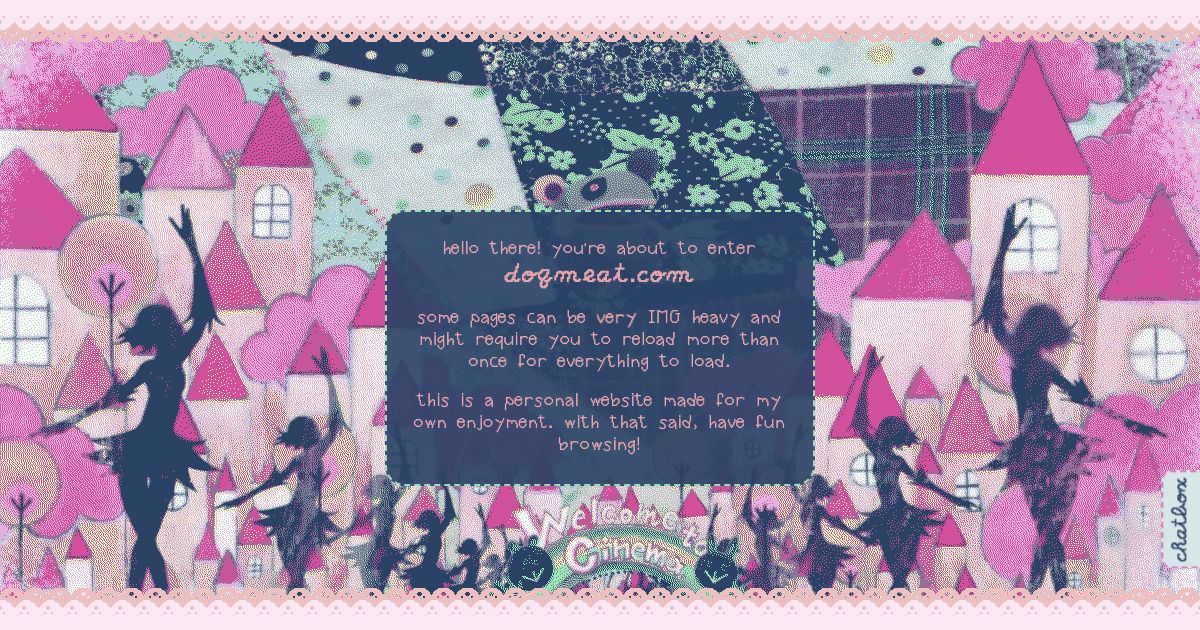 hello there! you're about to enter
dogmeat.com
some pages can be very IMG heavy and
might require you to reload more than
once for everything to load.
this is a personal website made for my
own enjoyment. with that said, have fun
browsing!
chatbox
Welcome to
Cinema